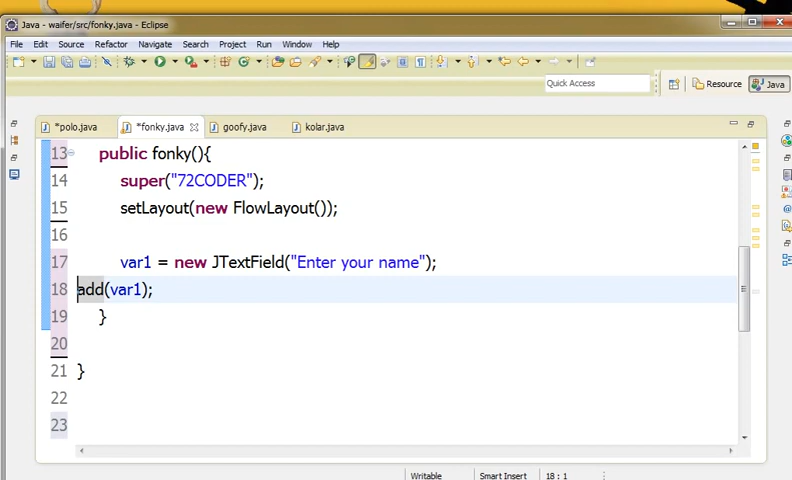 Java - waifer/src/fonky.java - Eclipse
File Edit Source Refactor Navigate Search Project Run Window Help
Quick Access Resource Java
*polo.java *fonky.java goofy.java kolar.java
13 public fonky(){
14 super("72CODER");
15 setLayout(new FlowLayout());
16
17 var1 = new JTextField("Enter your name");
18 add(var1);
19 }
20
21 }
22
23
Writable Smart Insert 18 : 1